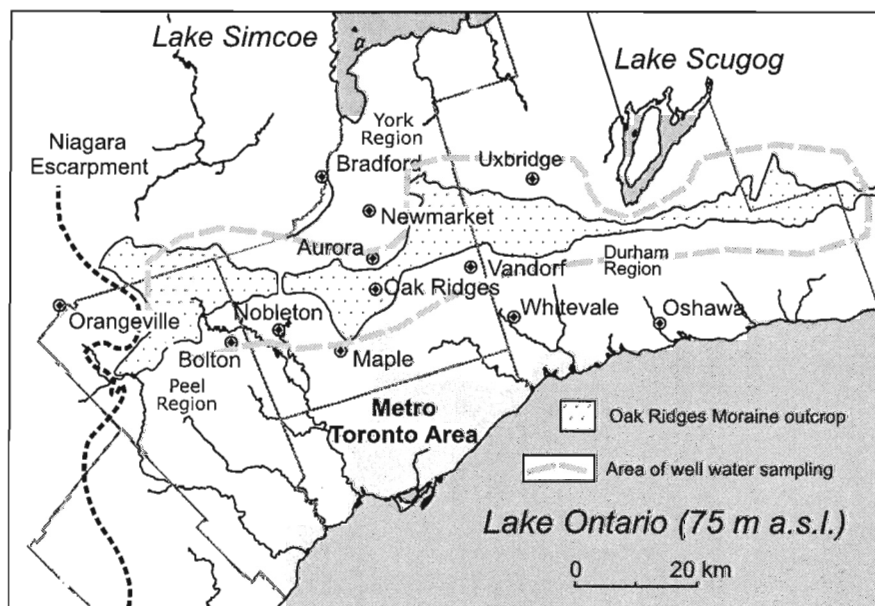 Lake Simcoe
Lake Scugog
York
Region
Niagara
Escarpment
Bradford
Uxbridge
Newmarket
Aurora
Vandorf
Durham
Region
Oak Ridges
Orangeville
Nobleton
Whitevale
Oshawa
Bolton
Maple
Peel
Region
Metro
Toronto Area
Oak Ridges Moraine outcrop
Area of well water sampling
Lake Ontario (75 m a.s.l.)
0 20 km